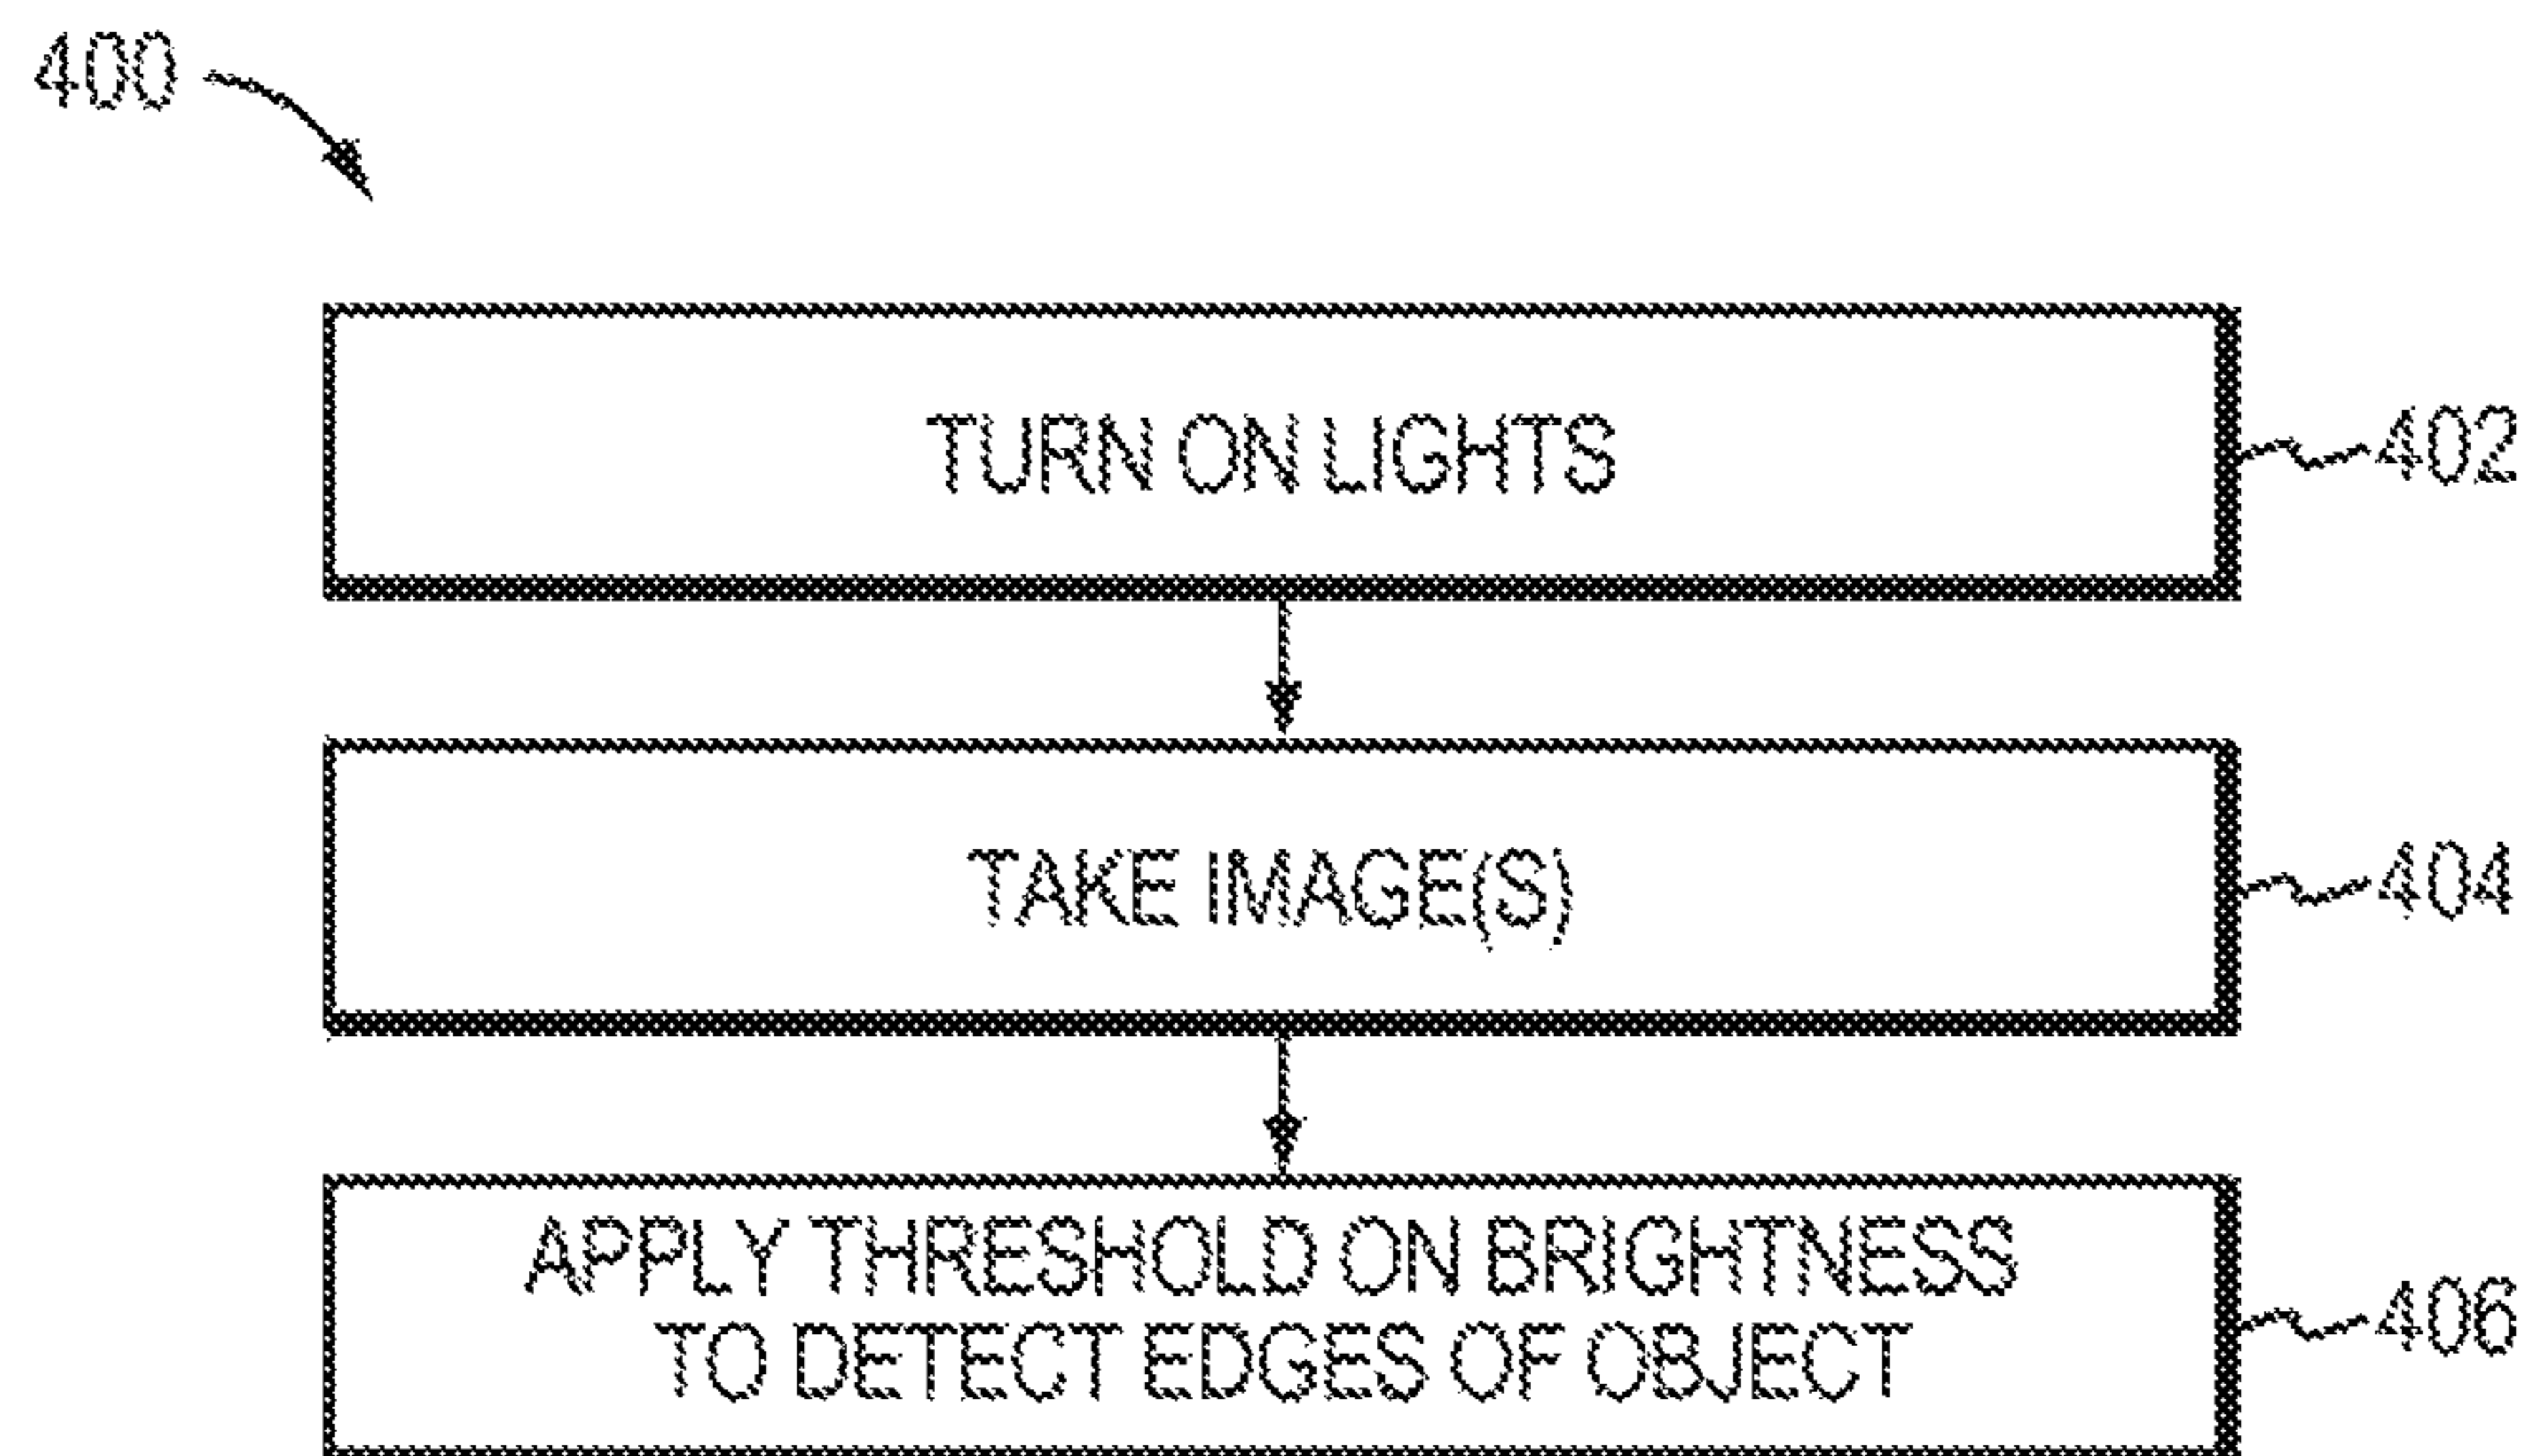 400
TURN ON LIGHTS
402
TAKE IMAGE(S)
404
APPLY THRESHOLD ON BRIGHTNESS
TO DETECT EDGES OF OBJECT
406